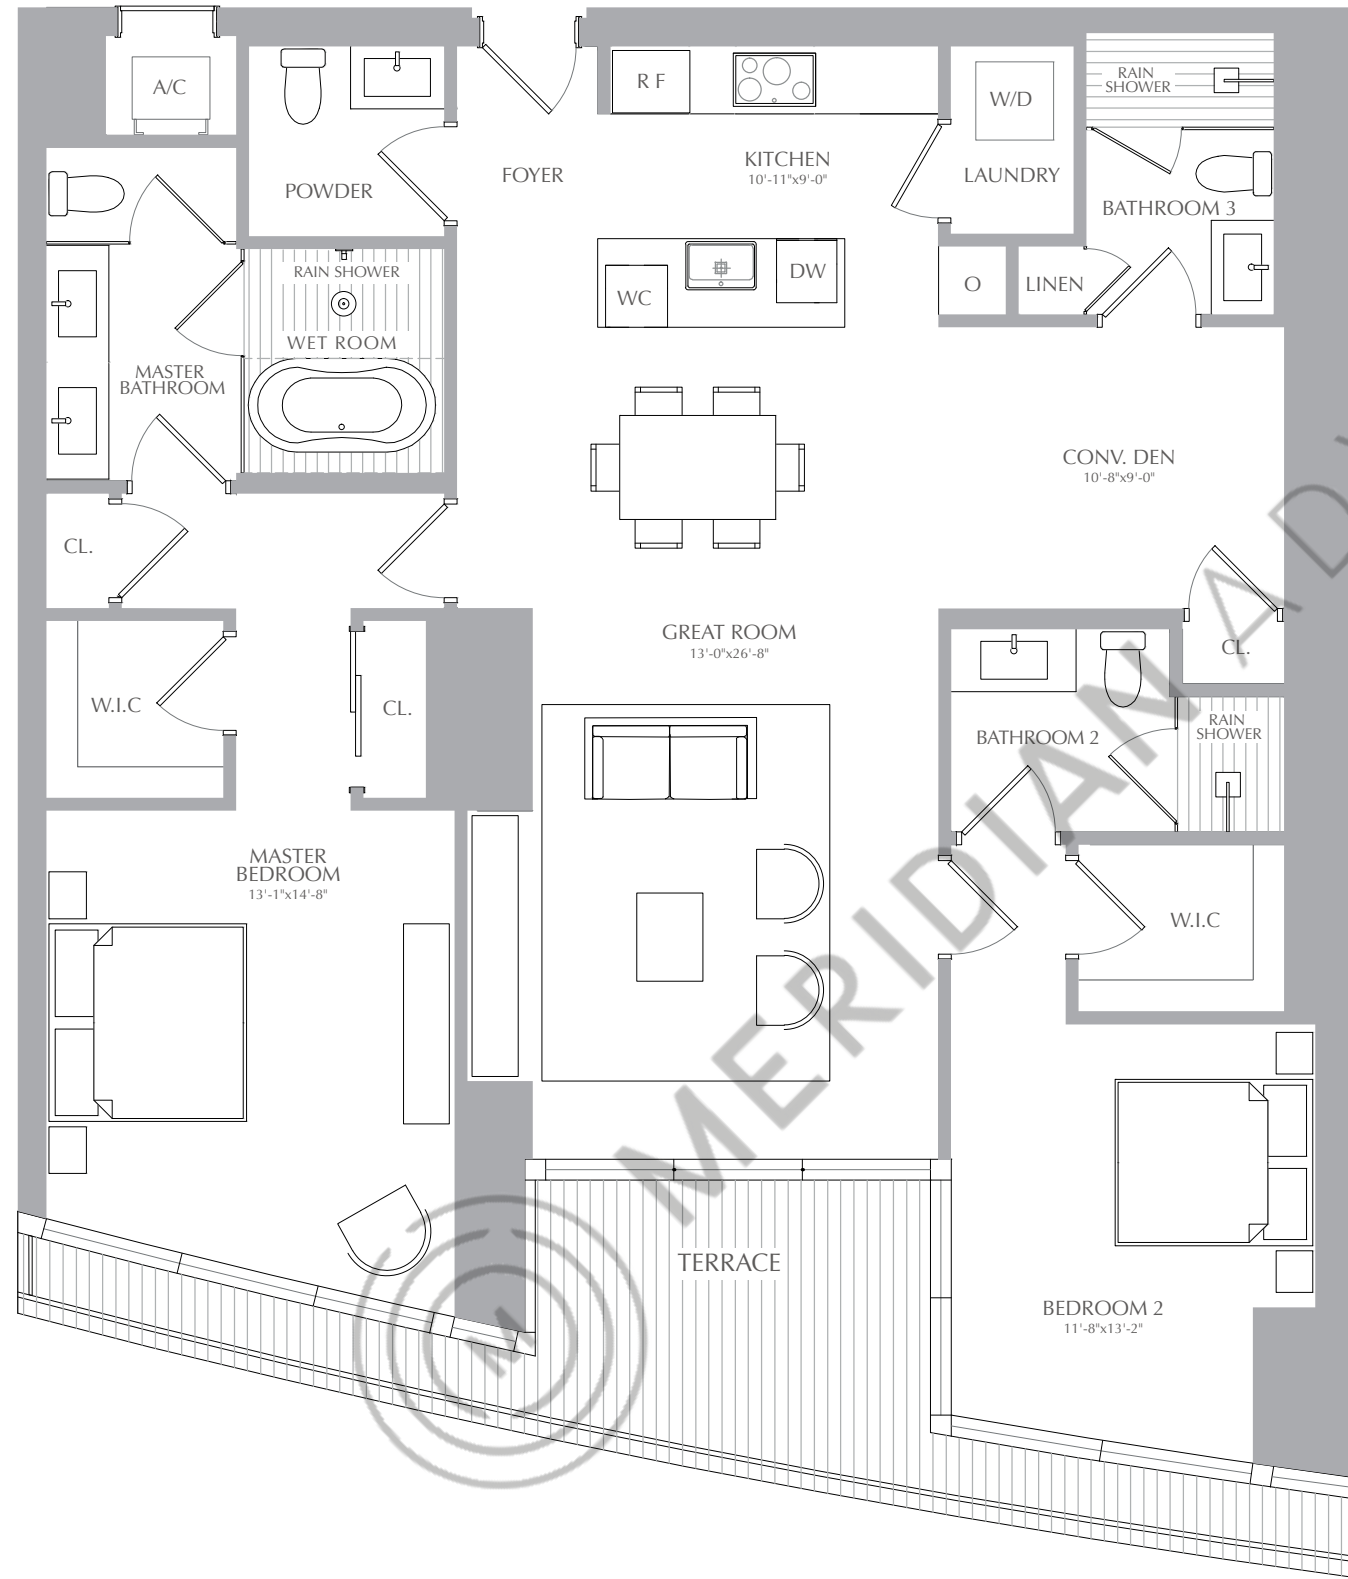 A/C
R F
W/D
RAIN
SHOWER
KITCHEN
10'-11"x9'-0"
FOYER
LAUNDRY
POWDER
BATHROOM 3
RAIN SHOWER
WC
DW
O
LINEN
WET ROOM
MASTER
BATHROOM
CONV. DEN
10'-8"x9'-0"
CL.
GREAT ROOM
13'-0"x26'-8"
CL.
W.I.C
CL.
BATHROOM 2
RAIN
SHOWER
MASTER
BEDROOM
13'-1"x14'-8"
W.I.C
TERRACE
BEDROOM 2
11'-8"x13'-2"
M
MERIDIAN AD